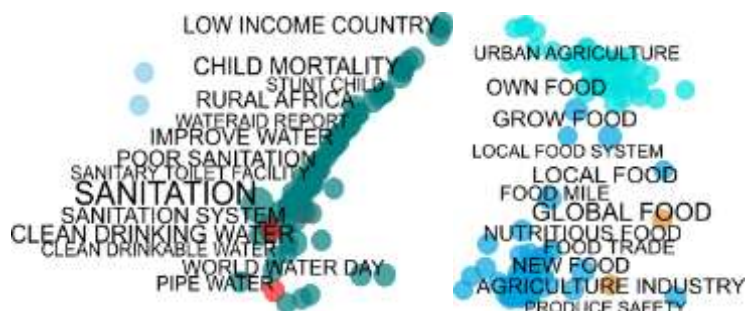 LOW INCOME COUNTRY
CHILD MORTALITY
STUNT CHILD
RURAL AFRICA
WATERAID REPORT
IMPROVE WATER
POOR SANITATION
SANITARY TOILET FACILITY
SANITATION
SANITATION SYSTEM
CLEAN DRINKING WATER
CLEAN DRINKABLE WATER
WORLD WATER DAY
PIPE WATER
URBAN AGRICULTURE
OWN FOOD
GROW FOOD
LOCAL FOOD SYSTEM
LOCAL FOOD
FOOD MILE
GLOBAL FOOD
NUTRITIOUS FOOD
FOOD TRADE
NEW FOOD
AGRICULTURE INDUSTRY
PRODUCE SAFETY